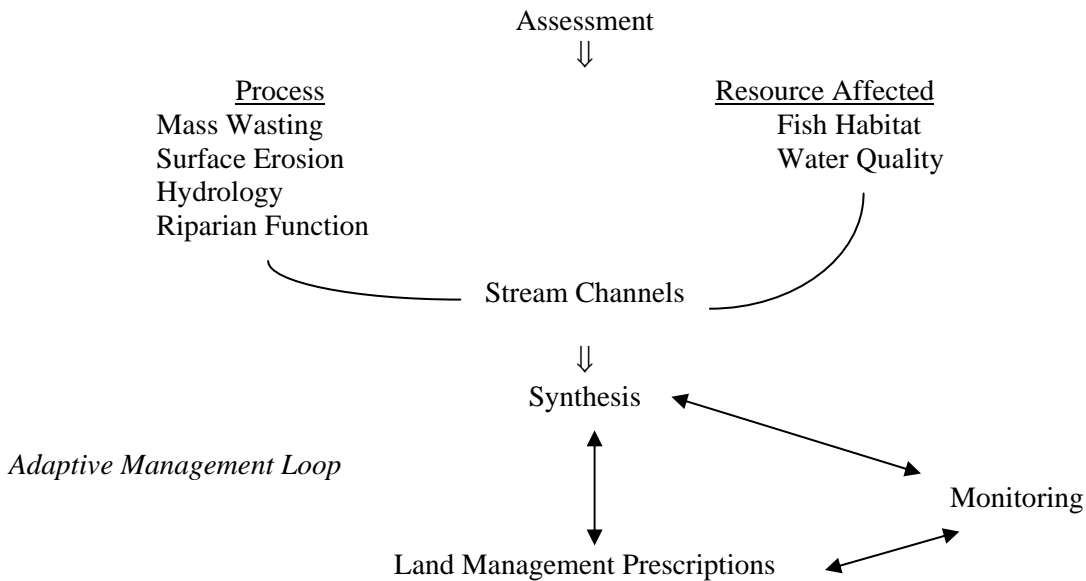 Assessment
⇓
Process
Mass Wasting
Surface Erosion
Hydrology
Riparian Function
Resource Affected
Fish Habitat
Water Quality
Stream Channels
⇓
Synthesis
Adaptive Management Loop
Monitoring
Land Management Prescriptions